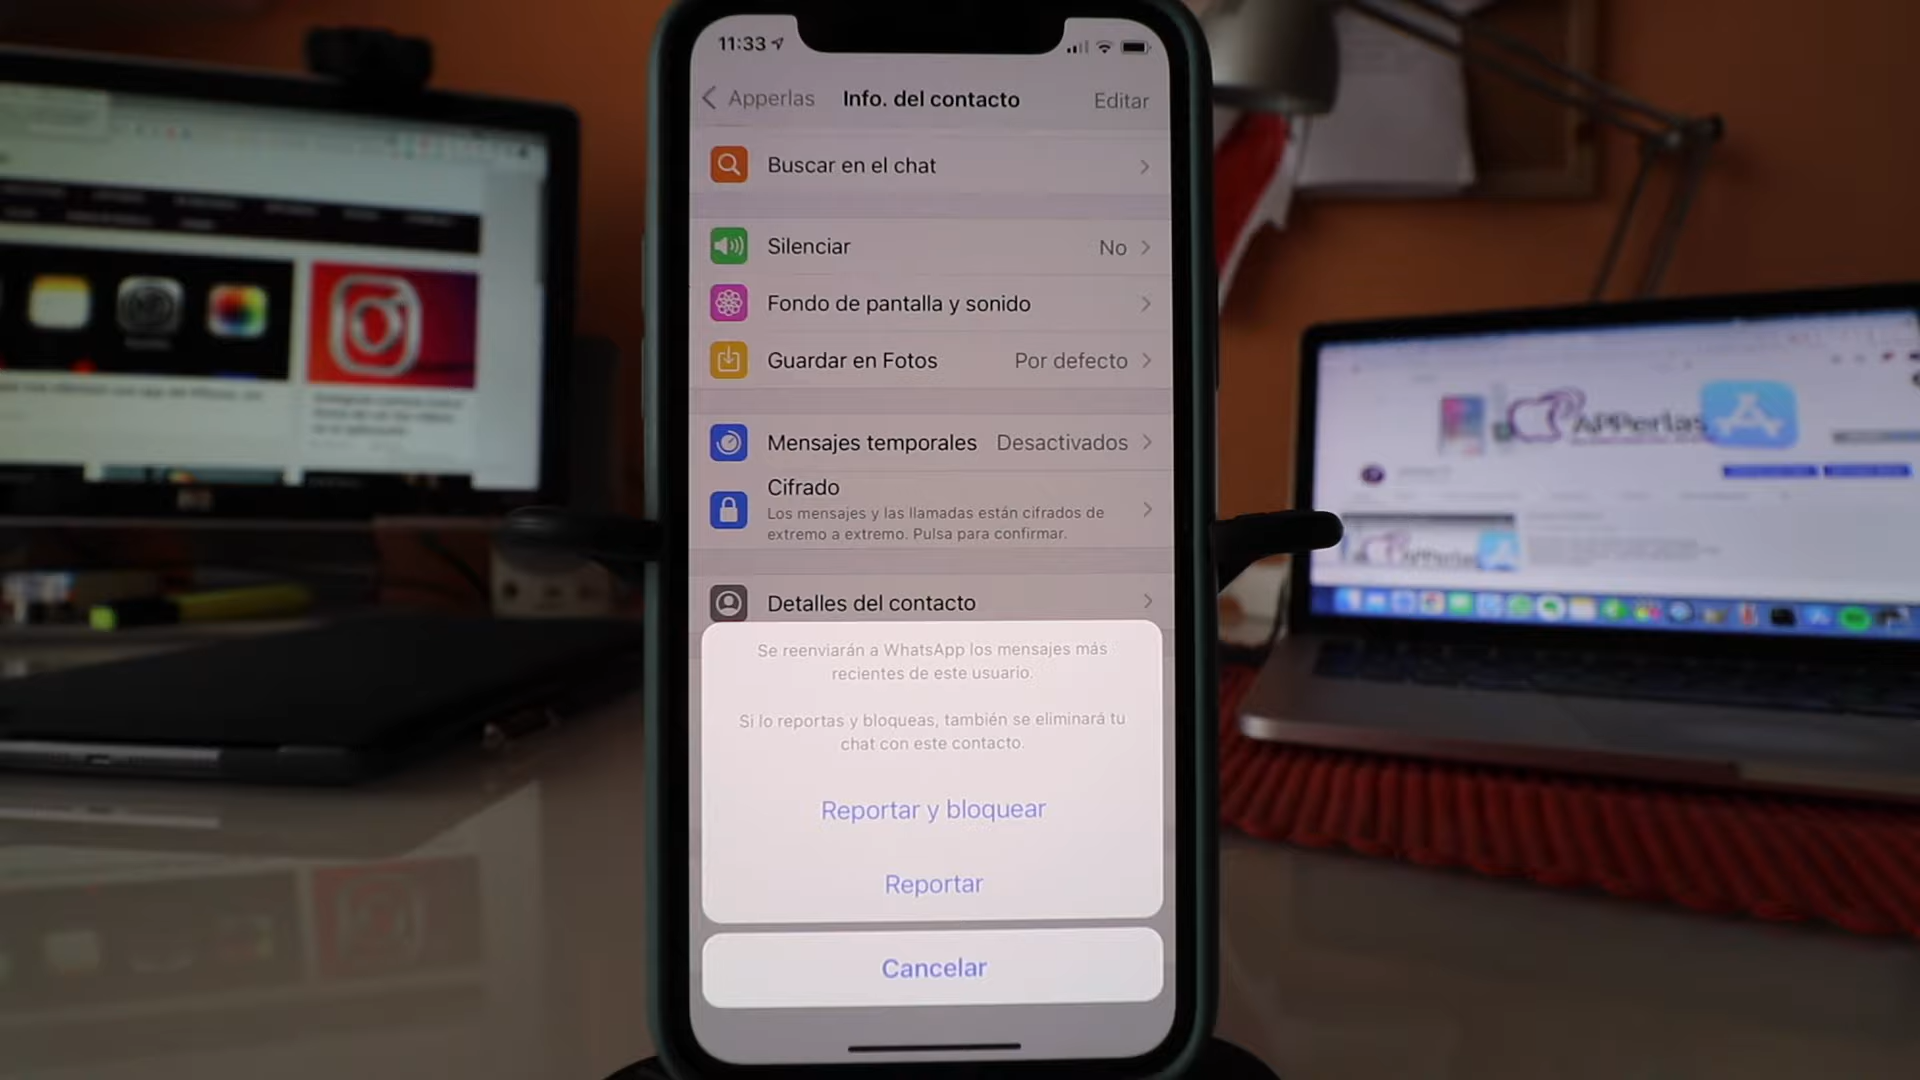 11:33
Apperlas
Info. del contacto
Editar
Buscar en el chat
Silenciar
No
Fondo de pantalla y sonido
Guardar en Fotos
Por defecto
Mensajes temporales
Desactivados
Cifrado
Los mensajes y las llamadas están cifrados de
extremo a extremo. Pulsa para confirmar.
Detalles del contacto
Se reenviarán a WhatsApp los mensajes más
recientes de este usuario.
Si lo reportas y bloqueas, también se eliminará tu
chat con este contacto.
Reportar y bloquear
Reportar
Cancelar
APPerlas
APPerlas